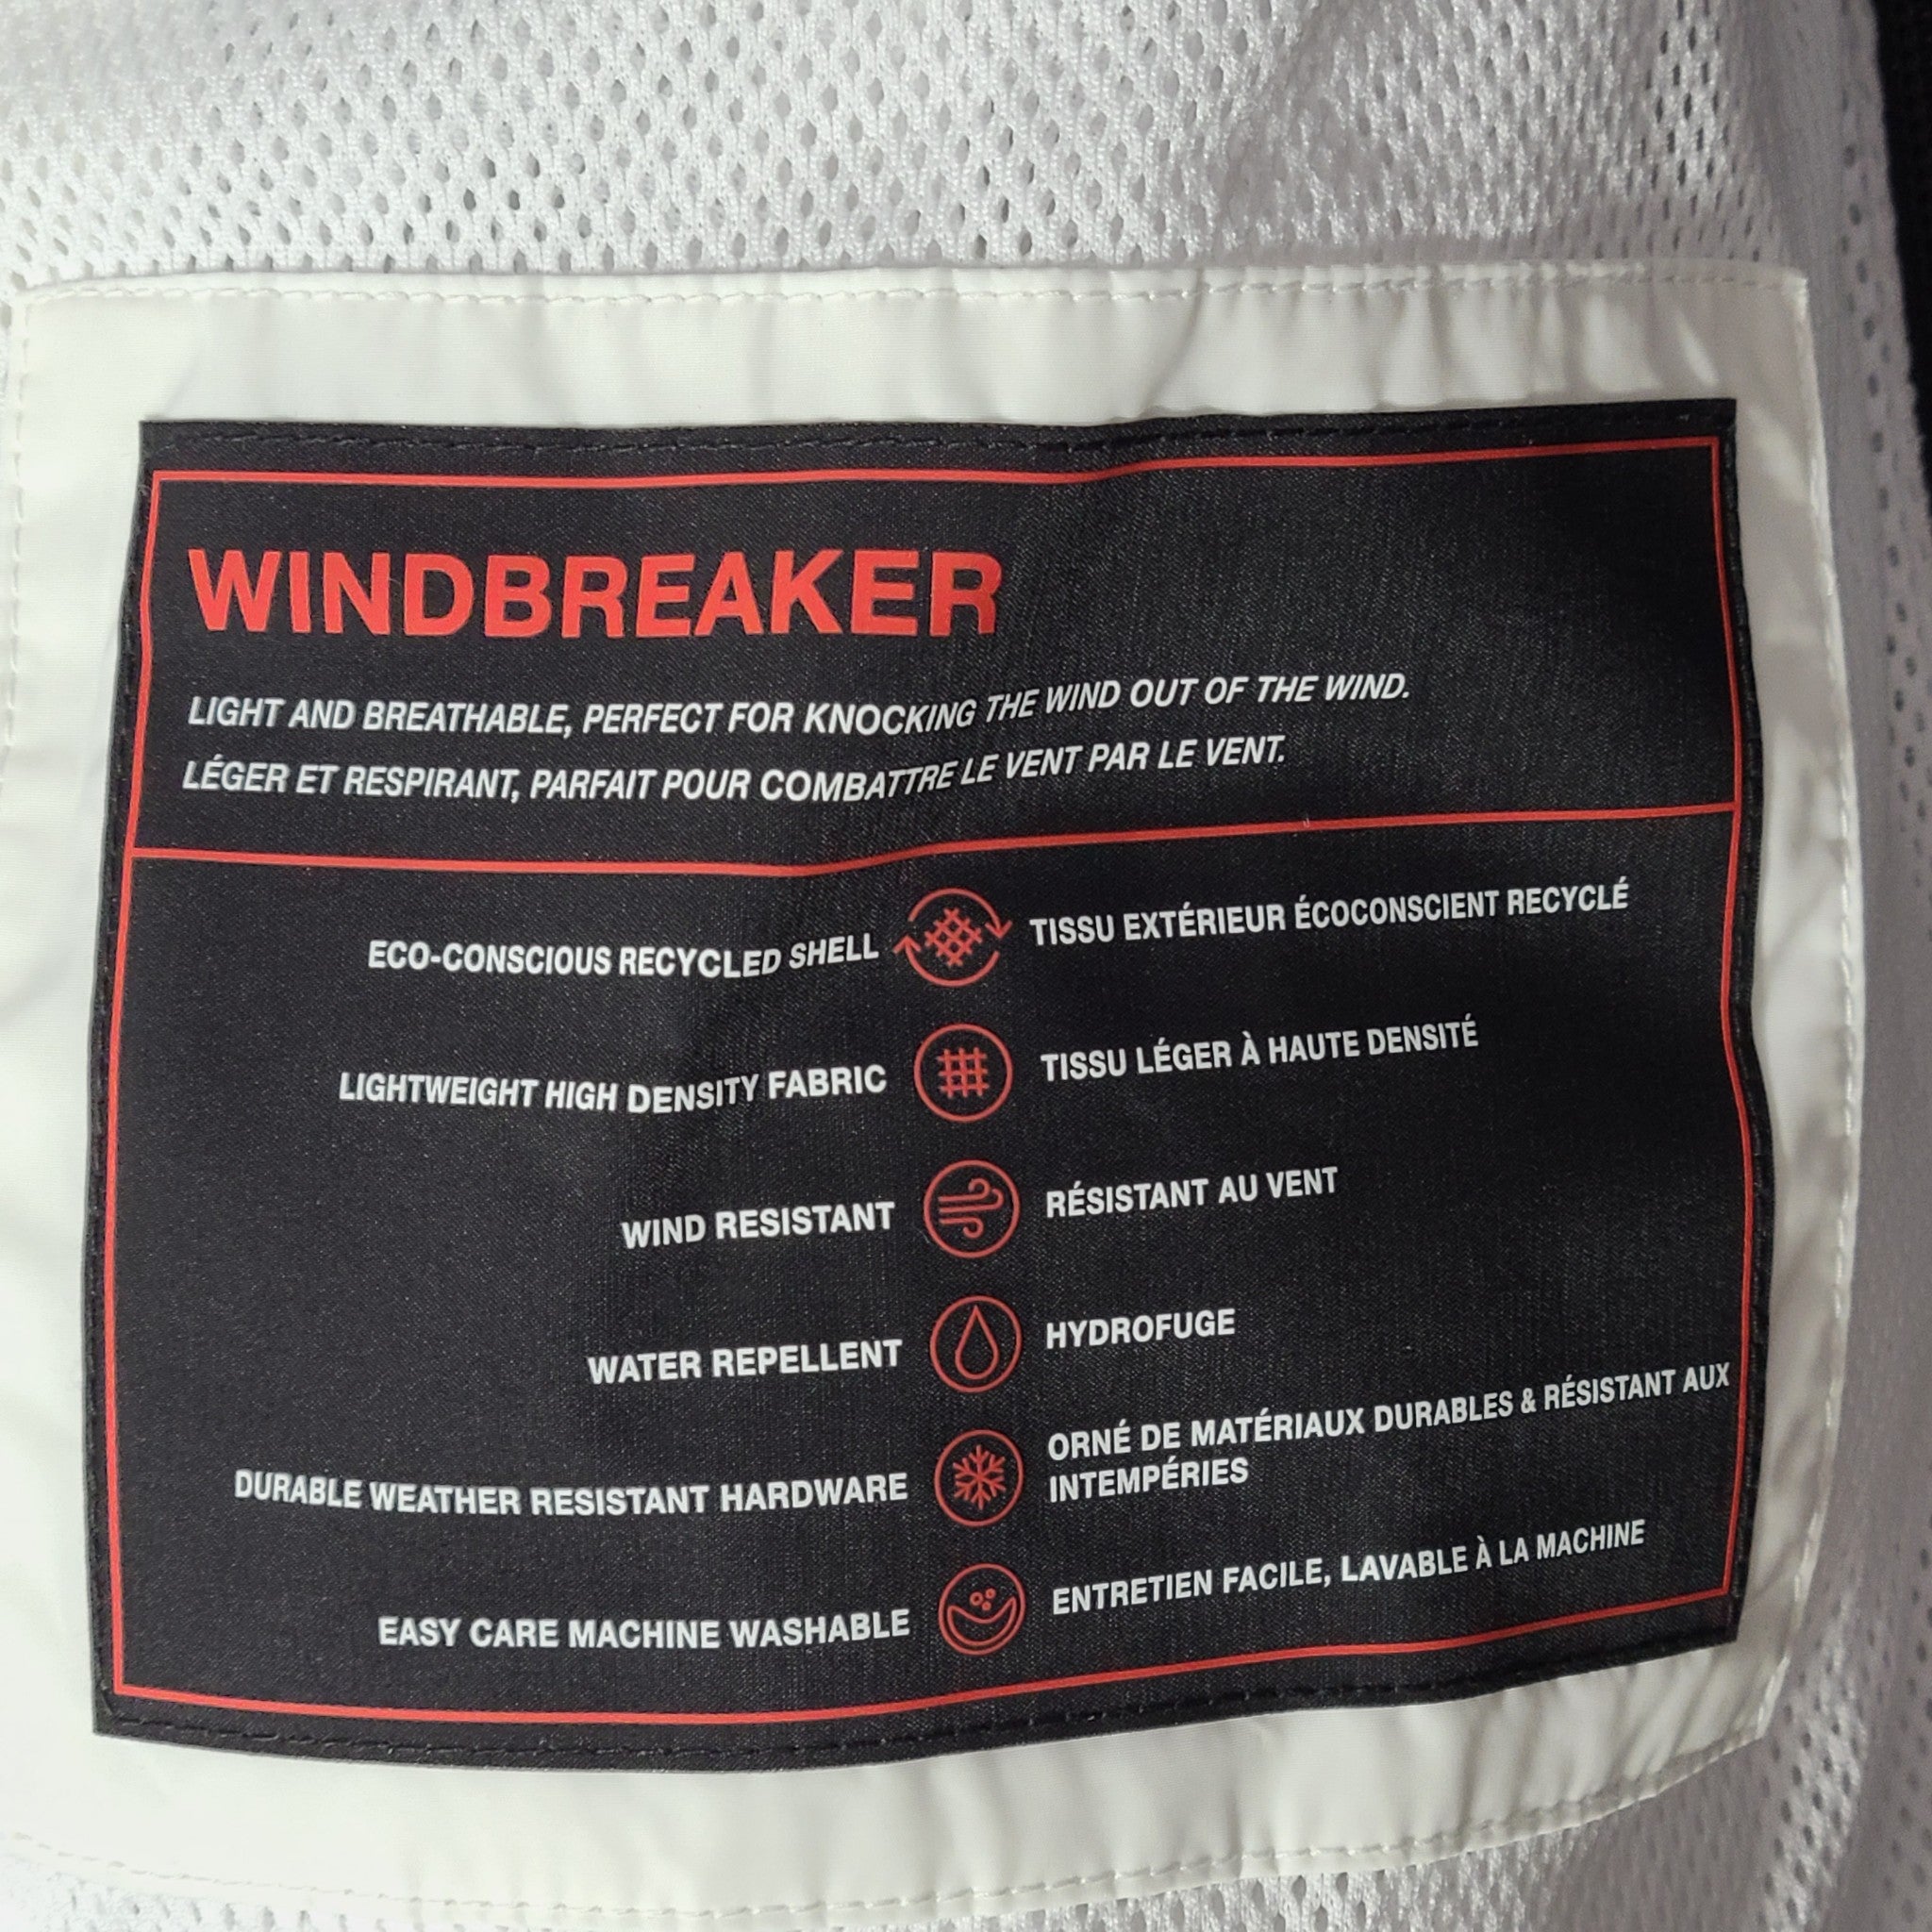 WINDBREAKER
LIGHT AND BREATHABLE, PERFECT FOR KNOCKING THE WIND OUT OF THE WIND.
LÉGER ET RESPIRANT, PARFAIT POUR COMBATTRE LE VENT PAR LE VENT.
ECO-CONSCIOUS RECYCLED SHELL
TISSU EXTÉRIEUR ÉCOCONSCIENT RECYCLÉ
LIGHTWEIGHT HIGH DENSITY FABRIC
TISSU LÉGER À HAUTE DENSITÉ
WIND RESISTANT
RÉSISTANT AU VENT
WATER REPELLENT
HYDROFUGE
DURABLE WEATHER RESISTANT HARDWARE
ORNÉ DE MATÉRIAUX DURABLES & RÉSISTANT AUX
INTEMPÉRIES
EASY CARE MACHINE WASHABLE
ENTRETIEN FACILE, LAVABLE À LA MACHINE